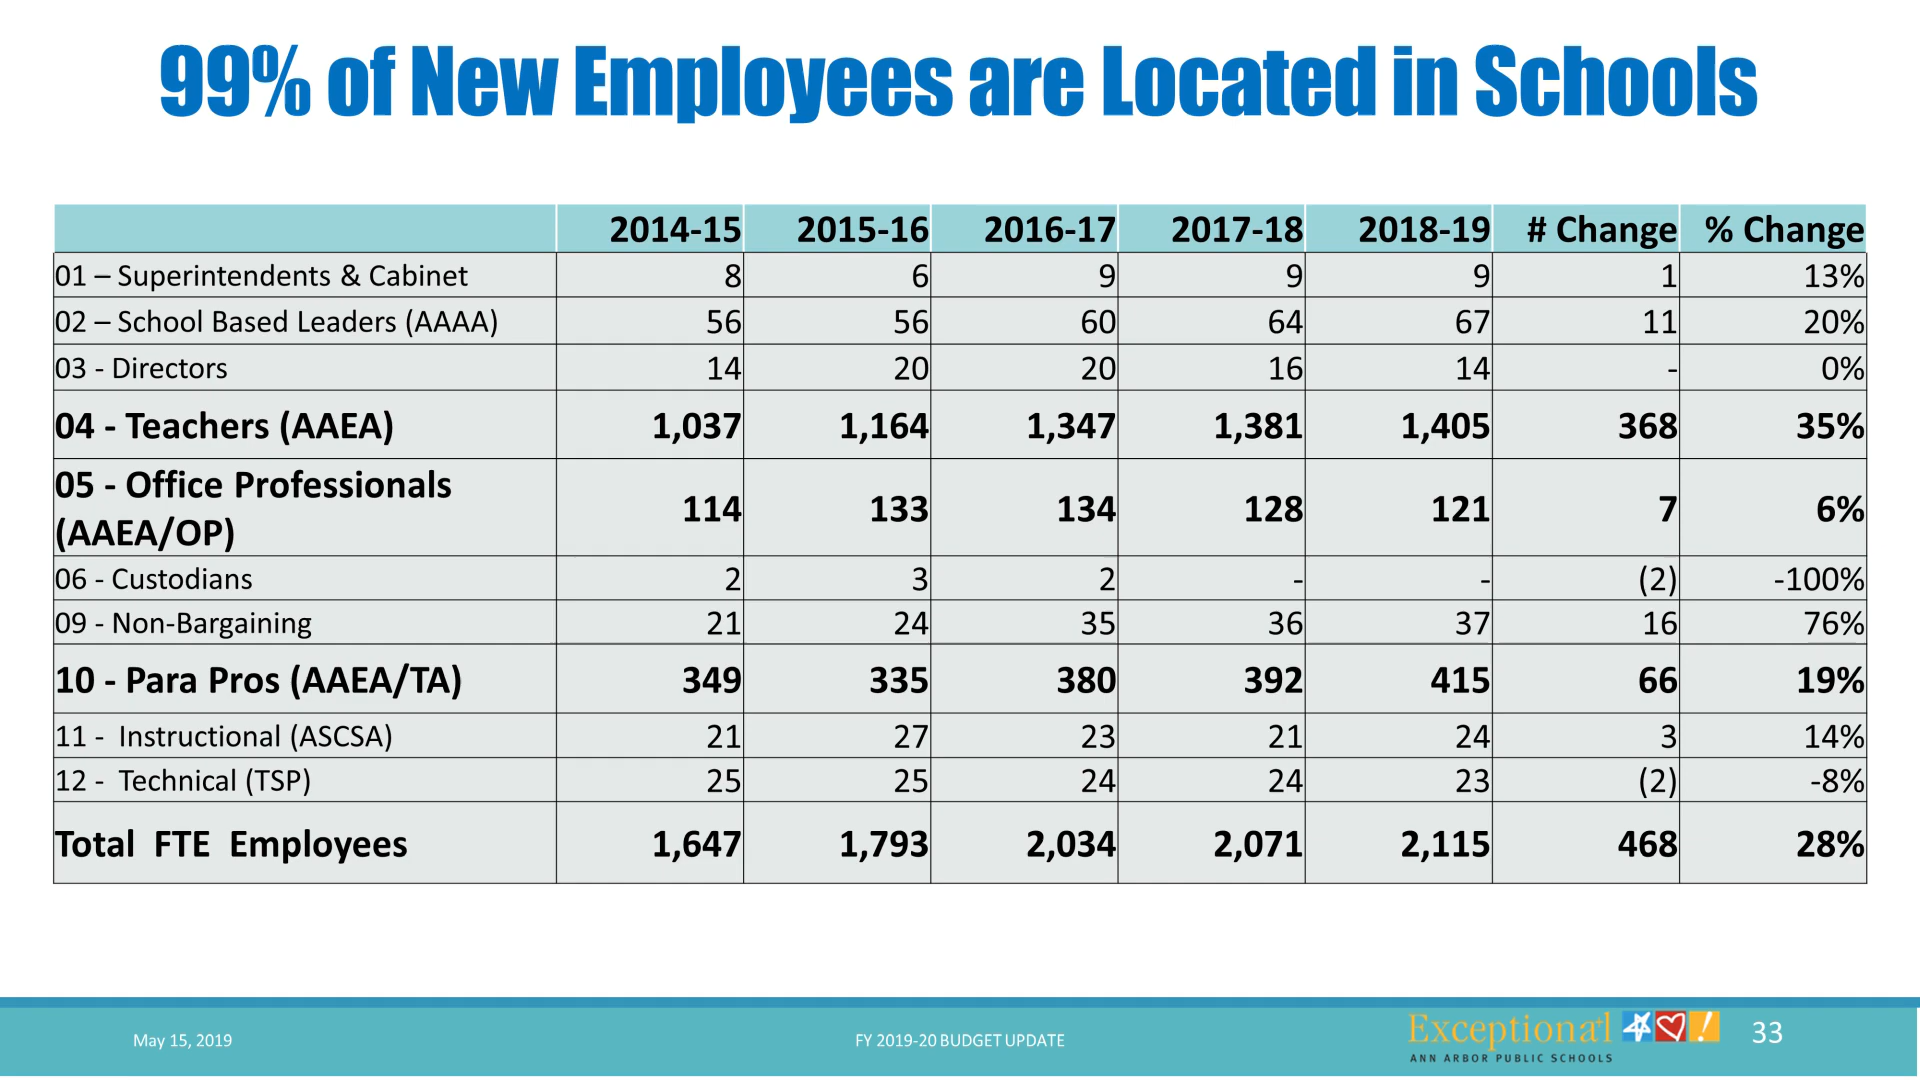 99% of New Employees are Located in Schools
2014-15 2015-16 2016-17 2017-18 2018-19 # Change % Change
01 – Superintendents & Cabinet 8 6 9 9 9 1 13%
02 – School Based Leaders (AAAA) 56 56 60 64 67 11 20%
03 - Directors 14 20 20 16 14 - 0%
04 - Teachers (AAEA) 1,037 1,164 1,347 1,381 1,405 368 35%
05 - Office Professionals
(AAEA/OP) 114 133 134 128 121 7 6%
06 - Custodians 2 3 2 - - (2) -100%
09 - Non-Bargaining 21 24 35 36 37 16 76%
10 - Para Pros (AAEA/TA) 349 335 380 392 415 66 19%
11 - Instructional (ASCSA) 21 27 23 21 24 3 14%
12 - Technical (TSP) 25 25 24 24 23 (2) -8%
Total FTE Employees 1,647 1,793 2,034 2,071 2,115 468 28%
May 15, 2019 FY 2019-20 BUDGET UPDATE Exceptional 33
ANN ARBOR PUBLIC SCHOOLS